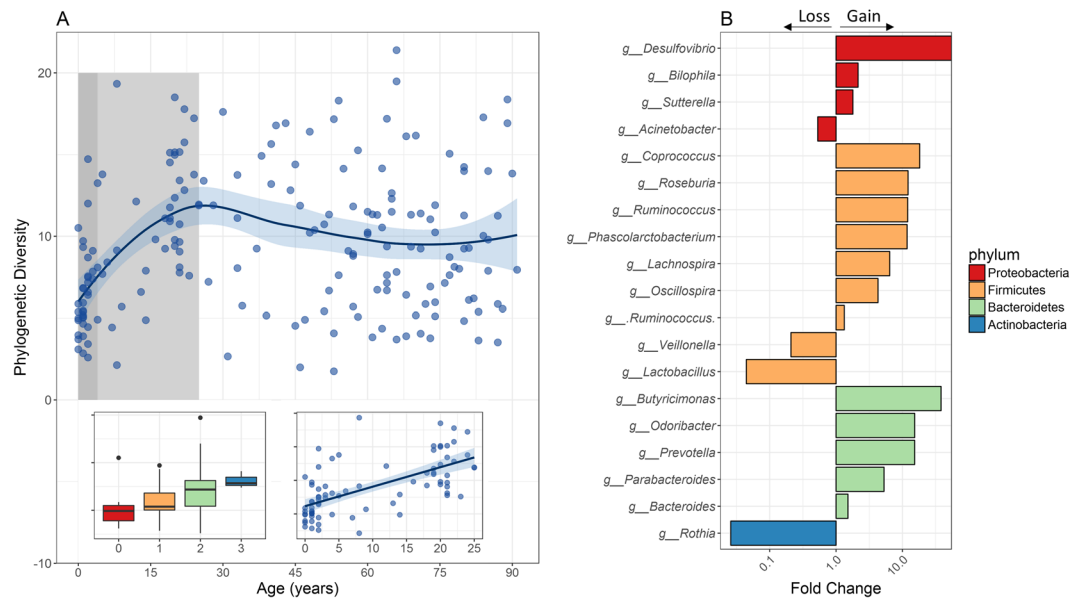 A
20
10
0
-10
Phylogenetic Diversity
0 1 2 3
0 5 10 15 20 25
0 15 30 45 60 75 90
Age (years)
B
Loss Gain
g__Desulfovibrio
g__Bilophila
g__Sutterella
g__Acinetobacter
g__Coprococcus
g__Roseburia
g__Ruminococcus
g__Phascolarctobacterium
g__Lachnospira
g__Oscillospira
g__.Ruminococcus.
g__Veillonella
g__Lactobacillus
g__Butyricimonas
g__Odoribacter
g__Prevotella
g__Parabacteroides
g__Bacteroides
g__Rothia
0.1 1.0 10.0
Fold Change
phylum
Proteobacteria
Firmicutes
Bacteroidetes
Actinobacteria